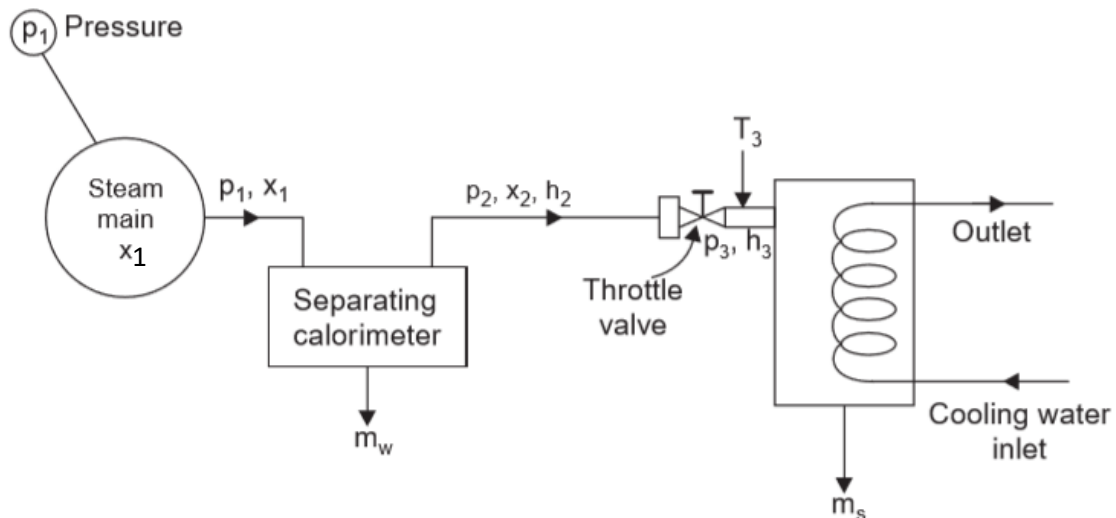 p₁ Pressure
Steam
main
x1
p₁, x₁
Separating
calorimeter
m_w
p₂, x₂, h₂
T₃
p₃, h₃
Throttle
valve
Outlet
Cooling water
inlet
mₛ